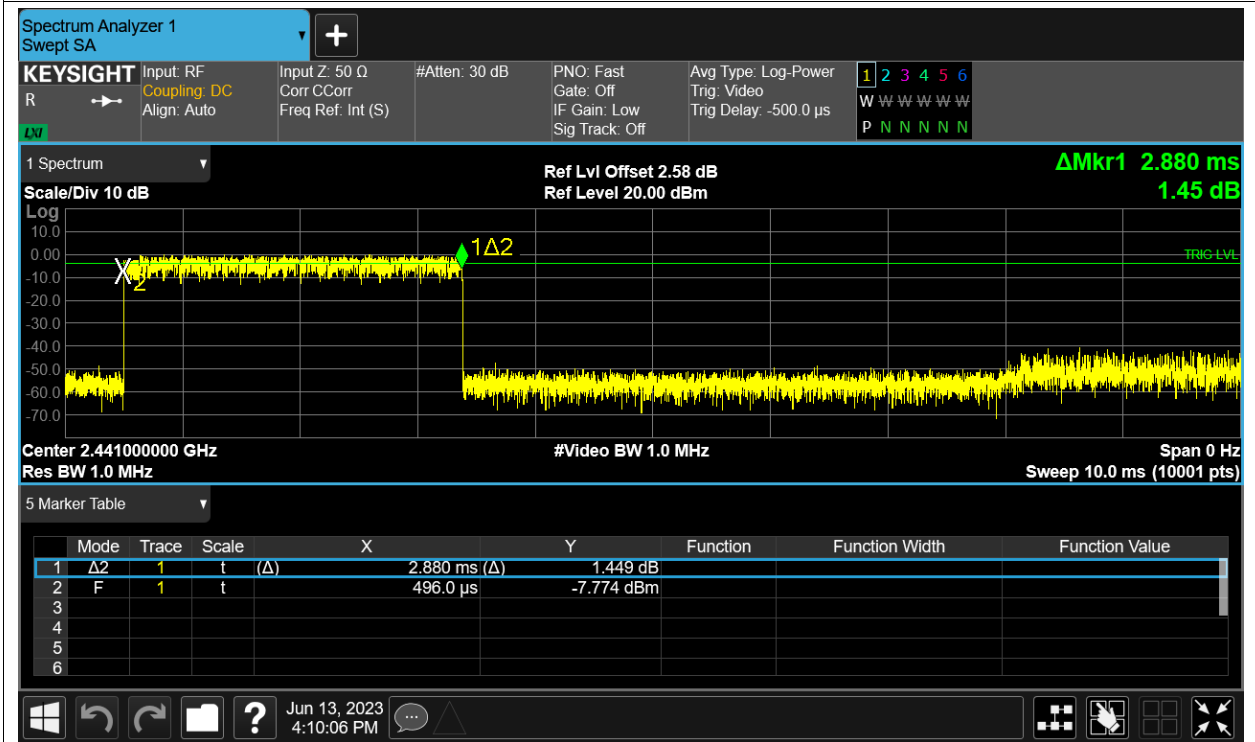 Spectrum Analyzer 1
Swept SA
KEYSIGHT Input: RF Input Z: 50 Ω #Atten: 30 dB PNO: Fast Avg Type: Log-Power 1 2 3 4 5 6
R Coupling: DC Corr CCorr Gate: Off Trig: Video W W W W W W
Align: Auto Freq Ref: Int (S) IF Gain: Low Trig Delay: -500.0 µs P N N N N N
LXI Sig Track: Off
1 Spectrum Ref Lvl Offset 2.58 dB ΔMkr1 2.880 ms
Scale/Div 10 dB Ref Level 20.00 dBm 1.45 dB
Log
10.0
0.00 1Δ2 TRIG LVL
-10.0 X 2
-20.0
-30.0
-40.0
-50.0
-60.0
-70.0
Center 2.441000000 GHz #Video BW 1.0 MHz Span 0 Hz
Res BW 1.0 MHz Sweep 10.0 ms (10001 pts)
5 Marker Table
Mode Trace Scale X Y Function Function Width Function Value
1 Δ2 1 t (Δ) 2.880 ms (Δ) 1.449 dB
2 F 1 t 496.0 µs -7.774 dBm
3
4
5
6
? Jun 13, 2023
4:10:06 PM